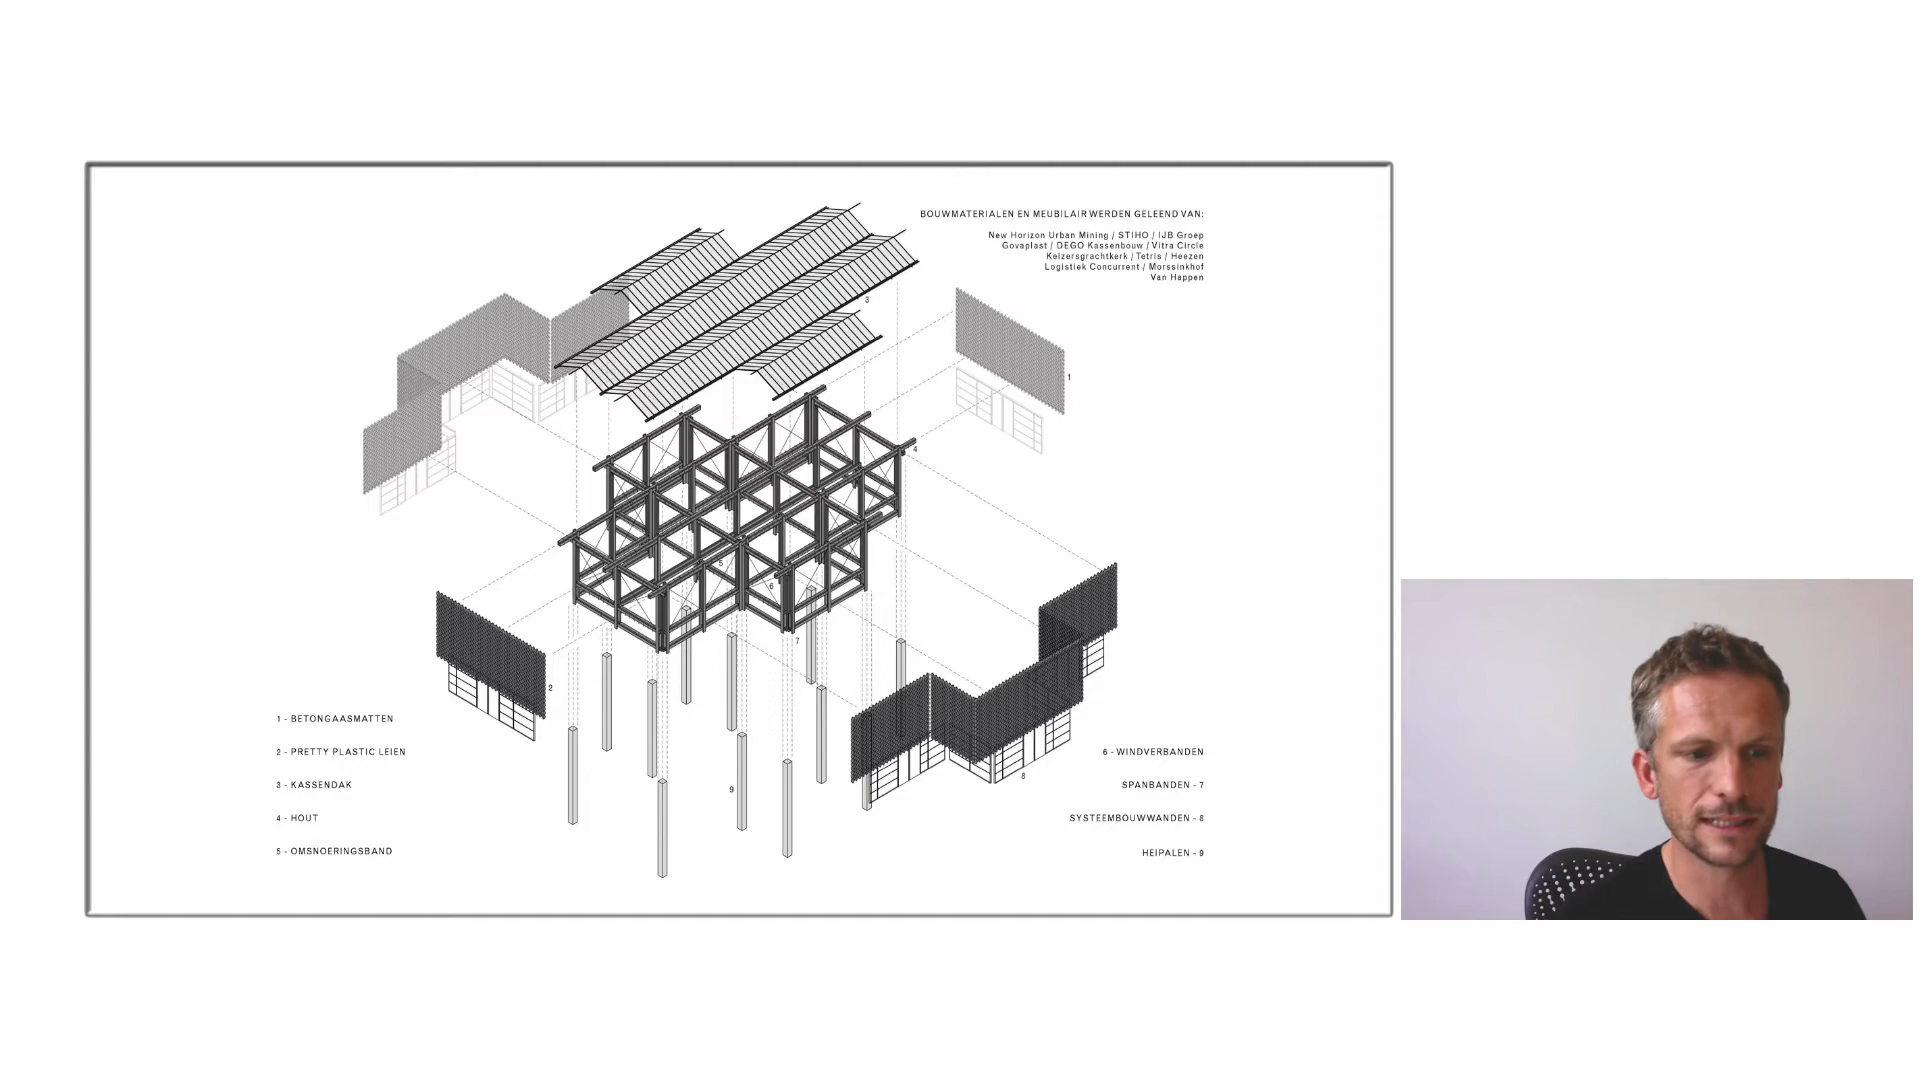 BOUWMATERIALEN EN MEUBILAIR WERDEN GELEEND VAN:
New Horizon Urban Mining / STIHO / IJB Groep
Govaplast / DEGO Kassenbouw / Vitra Circle
Keizersgrachtkerk / Tetris / Heezen
Logistiek Concurrent / Morssinkhof
Van Happen
3
1
4
5
6
7
2
9
8
1 - BETONGAASMATTEN
2 - PRETTY PLASTIC LEIEN
3 - KASSENDAK
4 - HOUT
5 - OMSNOERINGSBAND
6 - WINDVERBANDEN
SPANBANDEN - 7
SYSTEEMBOUWWANDEN - 8
HEIPALEN - 9